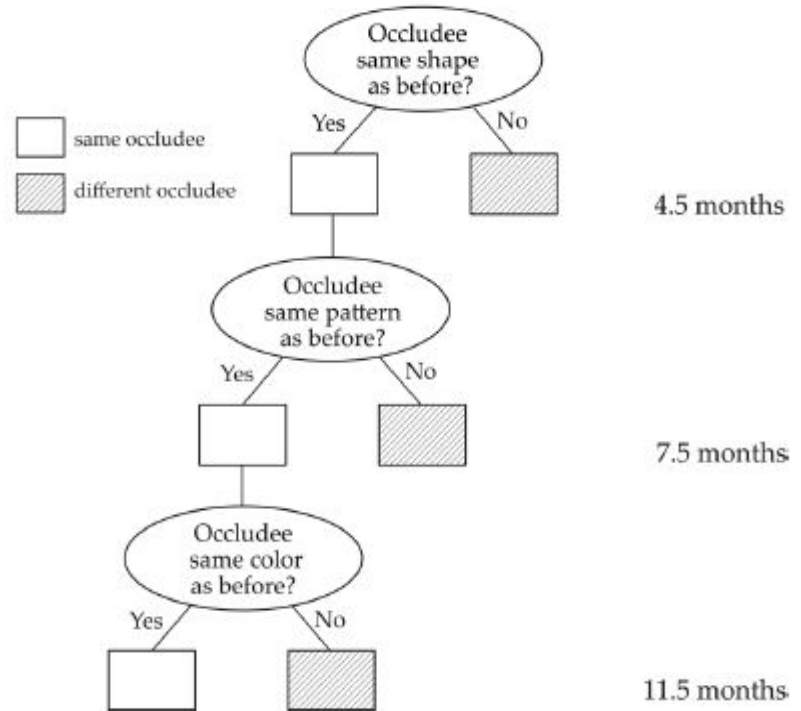 Occludee
same shape
as before?
Yes
No
same occludee
different occludee
4.5 months
Occludee
same pattern
as before?
Yes
No
7.5 months
Occludee
same color
as before?
Yes
No
11.5 months